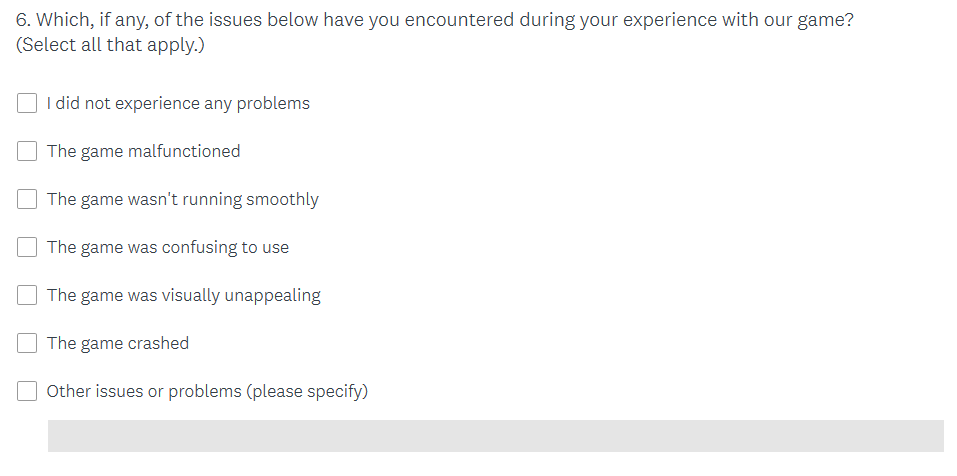 6. Which, if any, of the issues below have you encountered during your experience with our game?
(Select all that apply.)
I did not experience any problems
The game malfunctioned
The game wasn't running smoothly
The game was confusing to use
The game was visually unappealing
The game crashed
Other issues or problems (please specify)